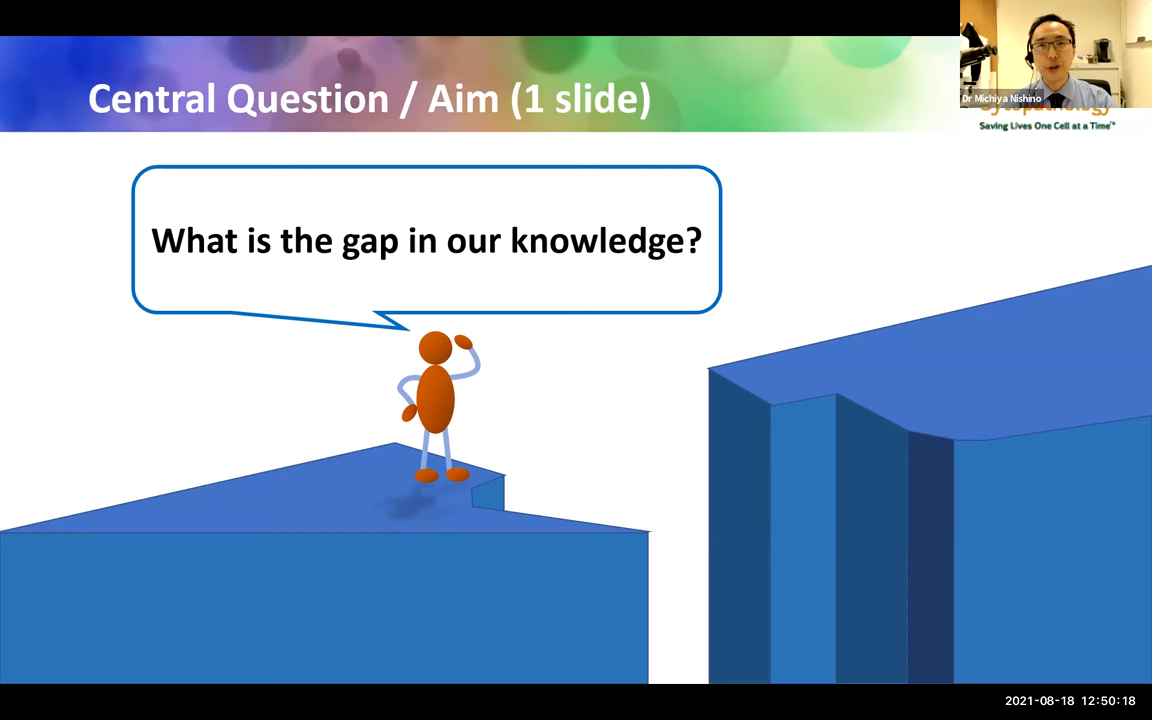 Central Question / Aim (1 slide)
Dr Michiya Nishino
Saving Lives One Cell at a Time™
What is the gap in our knowledge?
2021-08-18 12:50:18